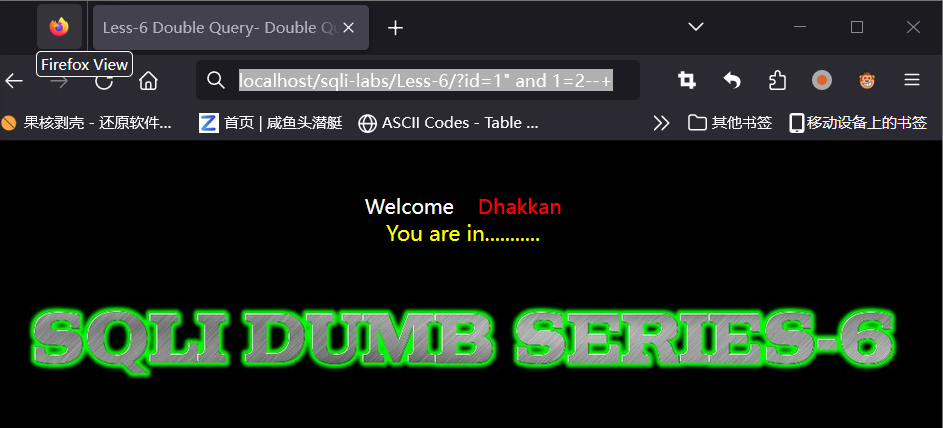 Less-6 Double Query- Double Qu
Firefox View
localhost/sqli-labs/Less-6/?id=1" and 1=2--+
果核剥壳 - 还原软件...
首页 | 咸鱼头潜艇
ASCII Codes - Table ...
其他书签
移动设备上的书签
Welcome Dhakkan
You are in...........
SQLI DUMB SERIES-6